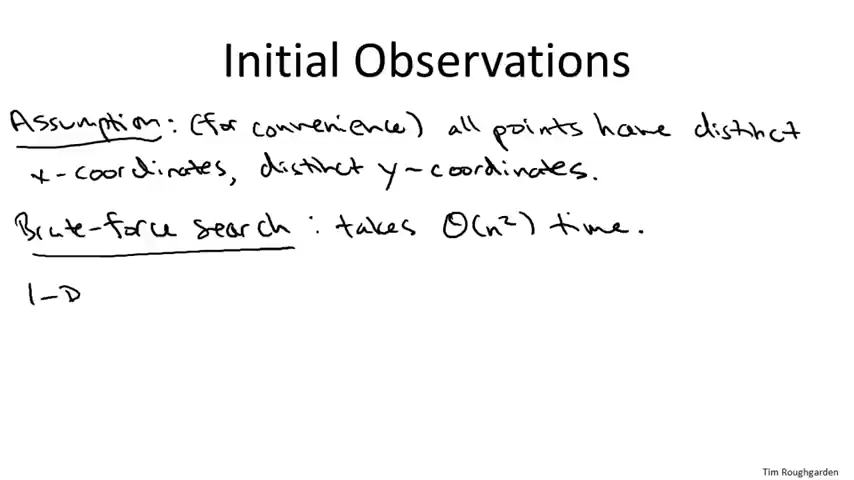 Initial Observations
Assumption: (for convenience) all points have distinct
x-coordinates, distinct y-coordinates.
Brute-force search: takes Θ(n²) time.
1-D
Tim Roughgarden